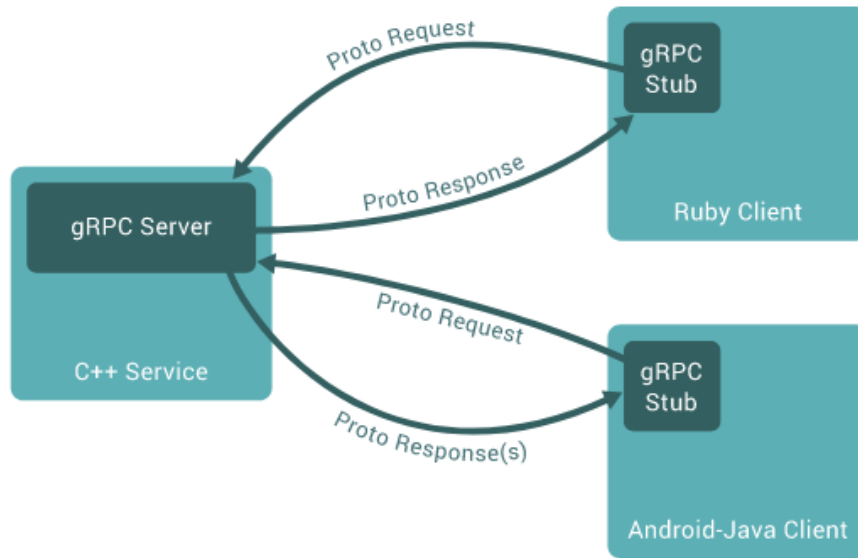 Proto Request
gRPC
Stub
Proto Response
Ruby Client
gRPC Server
C++ Service
Proto Request
gRPC
Stub
Proto Response(s)
Android-Java Client